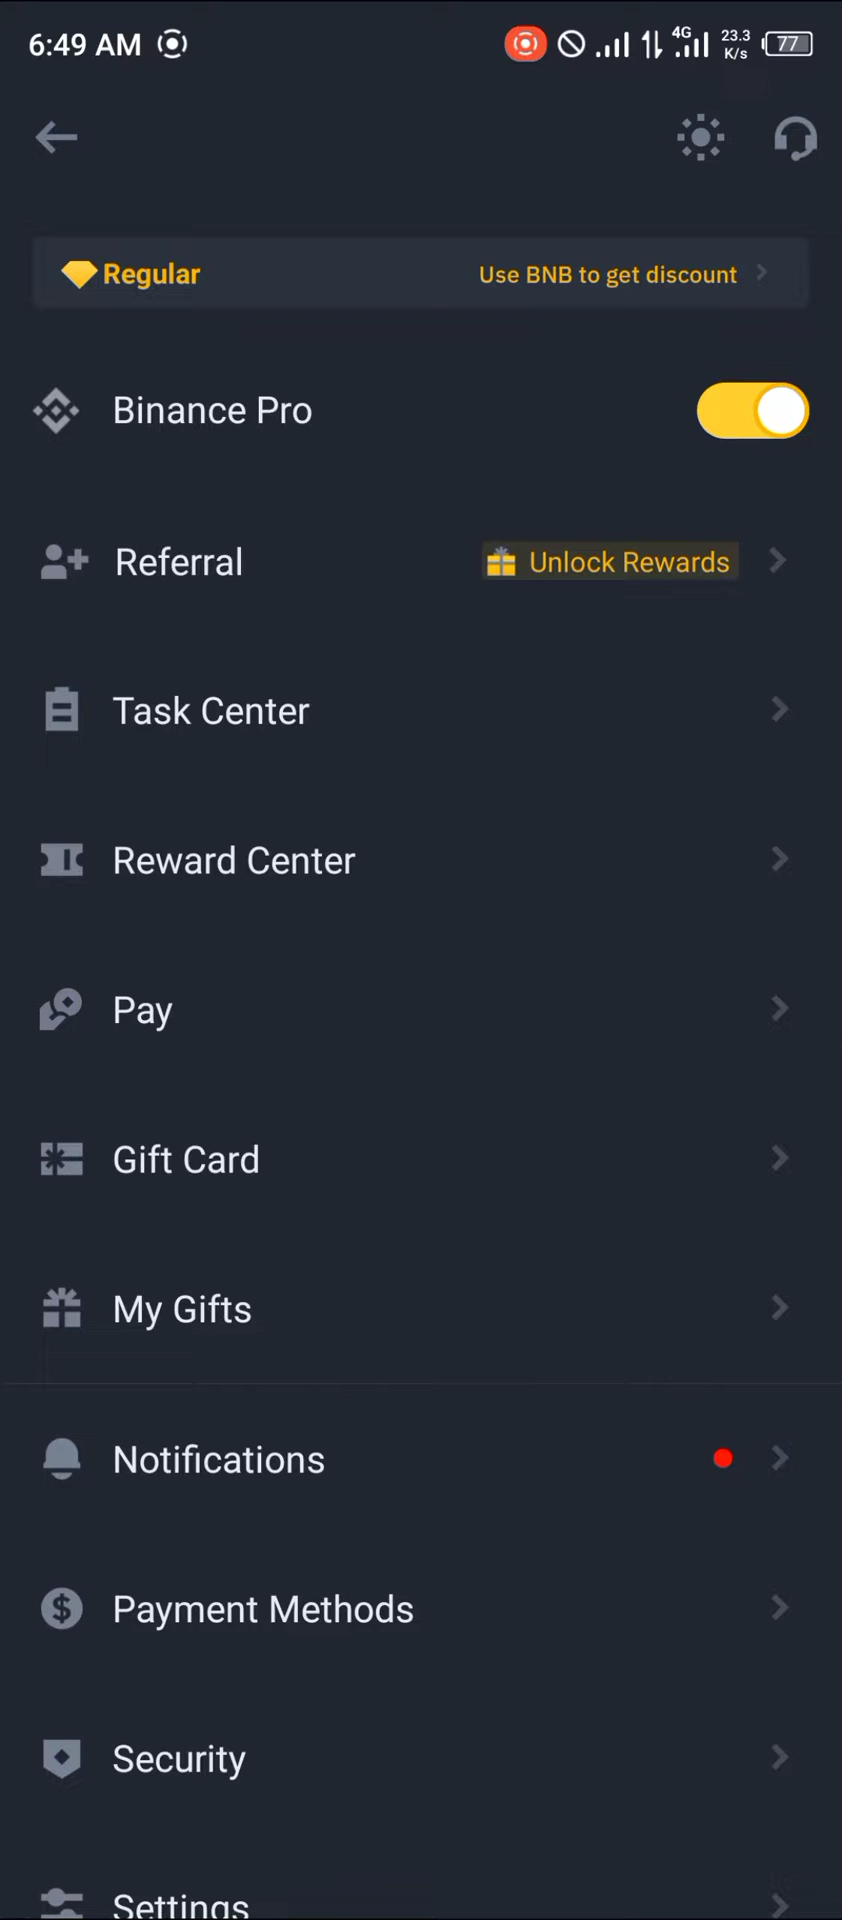 6:49 AM
4G
23.3
K/s
77
Regular
Use BNB to get discount
Binance Pro
Referral
Unlock Rewards
Task Center
Reward Center
Pay
Gift Card
My Gifts
Notifications
Payment Methods
Security
Settings